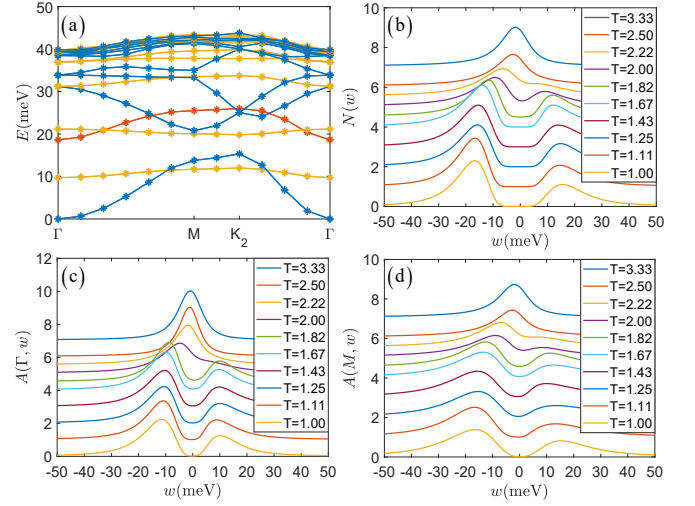 (a)
E(meV)
50
40
30
20
10
0
Γ
M
K2
Γ
(b)
N(w)
10
8
6
4
2
0
-50 -40 -30 -20 -10 0 10 20 30 40 50
w(meV)
T=3.33
T=2.50
T=2.22
T=2.00
T=1.82
T=1.67
T=1.43
T=1.25
T=1.11
T=1.00
(c)
A(Γ, w)
12
10
8
6
4
2
0
-50 -40 -30 -20 -10 0 10 20 30 40 50
w(meV)
T=3.33
T=2.50
T=2.22
T=2.00
T=1.82
T=1.67
T=1.43
T=1.25
T=1.11
T=1.00
(d)
A(M, w)
10
8
6
4
2
0
-50 -40 -30 -20 -10 0 10 20 30 40 50
w(meV)
T=3.33
T=2.50
T=2.22
T=2.00
T=1.82
T=1.67
T=1.43
T=1.25
T=1.11
T=1.00